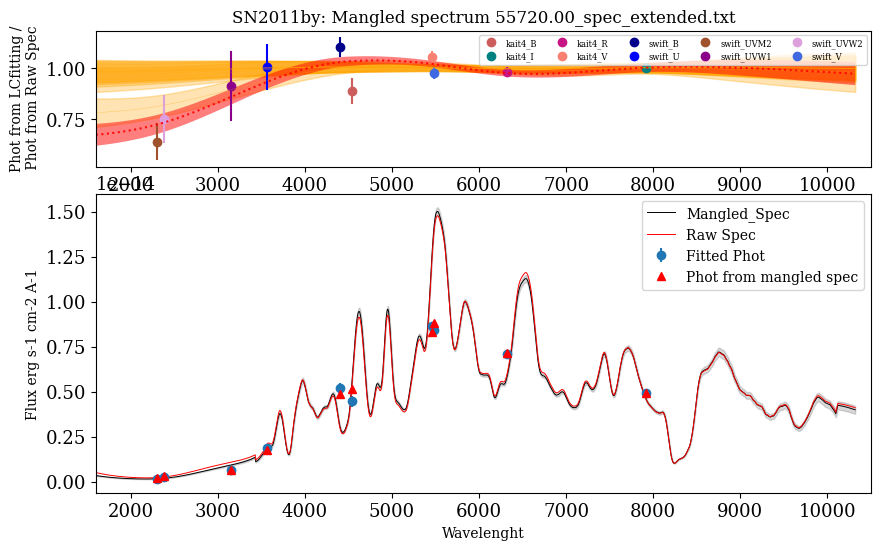 SN2011by: Mangled spectrum 55720.00_spec_extended.txt
Phot from LCfitting /
Phot from Raw Spec
1.00
0.75
kait4_B kait4_R swift_B swift_UVM2 swift_UVW2
kait4_I kait4_V swift_U swift_UVW1 swift_V
2000 3000 4000 5000 6000 7000 8000 9000 10000
1e−14
Flux erg s-1 cm-2 A-1
1.50
1.25
1.00
0.75
0.50
0.25
0.00
Mangled_Spec
Raw Spec
Fitted Phot
Phot from mangled spec
2000 3000 4000 5000 6000 7000 8000 9000 10000
Wavelenght